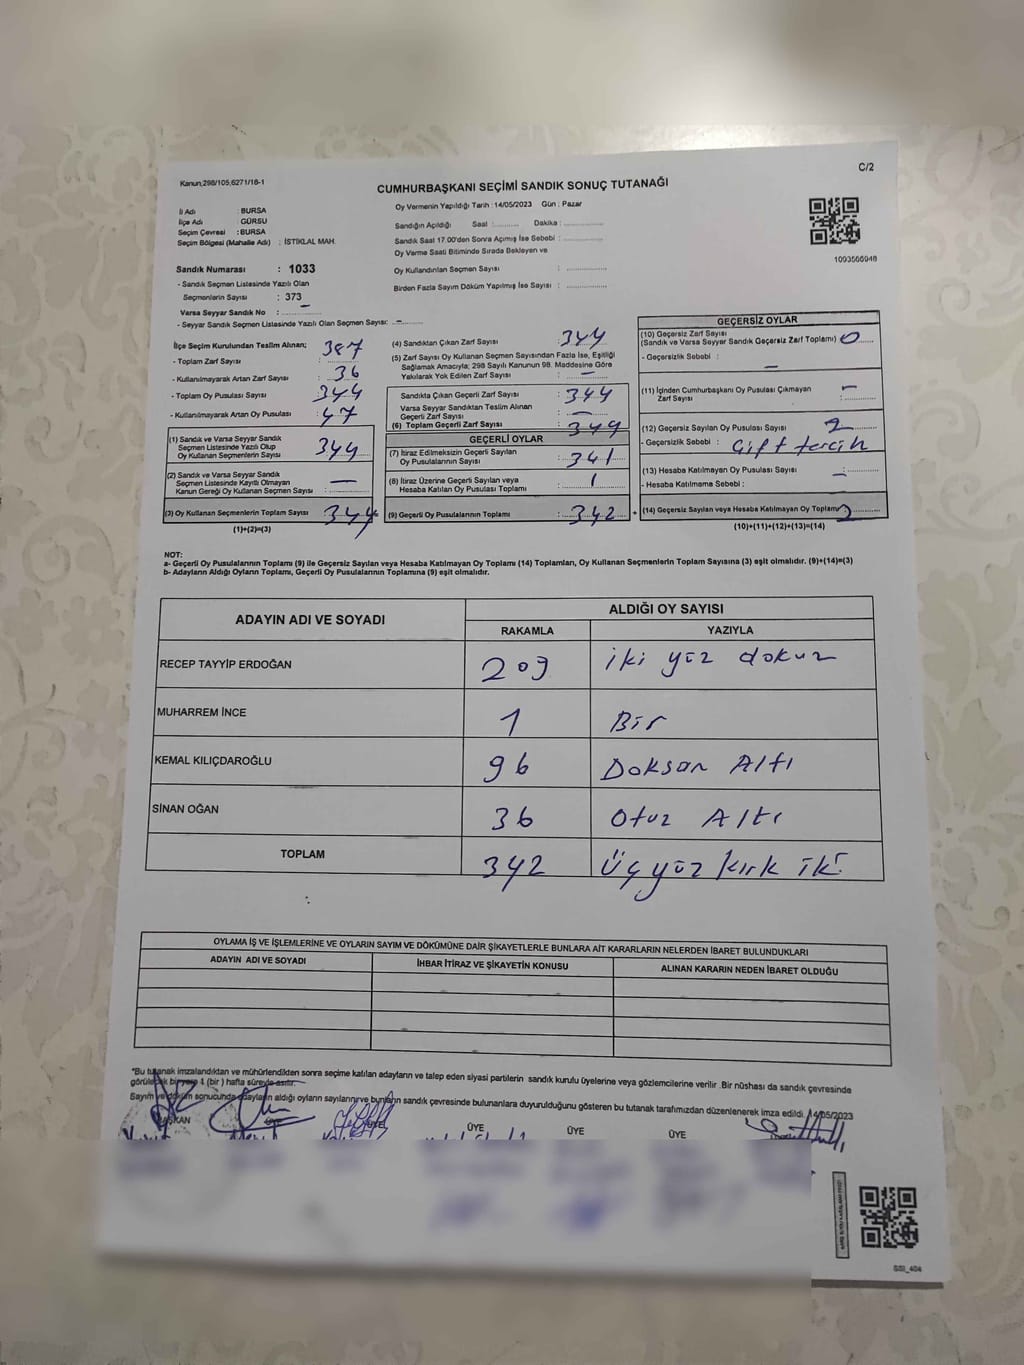 C/2
Kanun,298/105,6271/18-1
CUMHURBAŞKANI SEÇİMİ SANDIK SONUÇ TUTANAĞI
İl Adı : BURSA
İlçe Adı : GÜRSU
Seçim Çevresi : BURSA
Seçim Bölgesi (Mahalle Adı) : İSTİKLAL MAH.
Oy Vermenin Yapıldığı Tarih :14/05/2023 Gün : Pazar
Sandığın Açıldığı Saat :.......... Dakika :..............
Sandık Saat 17.00'den Sonra Açımış İse Sebebi :..............
Oy Verme Saati Bitiminde Sırada Bekleyen ve
Oy Kullandırılan Seçmen Sayısı :..............
Birden Fazla Sayım Döküm Yapılmış İse Sayısı :..............
1093566948
Sandık Numarası : 1033
- Sandık Seçmen Listesinde Yazılı Olan
Seçmenlerin Sayısı : 373
Varsa Seyyar Sandık No : —
- Seyyar Sandık Seçmen Listesinde Yazılı Olan Seçmen Sayısı: —
İlçe Seçim Kurulundan Teslim Alınan;
- Toplam Zarf Sayısı : 387
- Kullanılmayarak Artan Zarf Sayısı : 36
- Toplam Oy Pusulası Sayısı : 344
- Kullanılmayarak Artan Oy Pusulası : 47
(1) Sandık ve Varsa Seyyar Sandık
Seçmen Listesinde Yazılı Olup
Oy Kullanan Seçmenlerin Sayısı : 344
(2) Sandık ve Varsa Seyyar Sandık
Seçmen Listesinde Kayıtlı Olmayan
Kanun Gereği Oy Kullanan Seçmen Sayısı : —
(3) Oy Kullanan Seçmenlerin Toplam Sayısı 344
(1)+(2)=(3)
(4) Sandıktan Çıkan Zarf Sayısı : 344
(5) Zarf Sayısı Oy Kullanan Seçmen Sayısından Fazla İse, Eşitliği
Sağlamak Amacıyla; 298 Sayılı Kanunun 98. Maddesine Göre
Yakılarak Yok Edilen Zarf Sayısı : —
Sandıkta Çıkan Geçerli Zarf Sayısı : 344
Varsa Seyyar Sandıktan Teslim Alınan
Geçerli Zarf Sayısı : —
(6) Toplam Geçerli Zarf Sayısı : 344
GEÇERLİ OYLAR
(7) İtiraz Edilmeksizin Geçerli Sayılan
Oy Pusulalarının Sayısı : 341
(8) İtiraz Üzerine Geçerli Sayılan veya
Hesaba Katılan Oy Pusulası Toplamı : 1
(9) Geçerli Oy Pusulalarının Toplamı : 342
GEÇERSİZ OYLAR
(10) Geçersiz Zarf Sayısı
(Sandık ve Varsa Seyyar Sandık Geçersiz Zarf Toplamı) : 0
- Geçersizlik Sebebi : —
(11) İçinden Cumhurbaşkanı Oy Pusulası Çıkmayan
Zarf Sayısı : —
(12) Geçersiz Sayılan Oy Pusulası Sayısı : 2
- Geçersizlik Sebebi : Çift tercih
(13) Hesaba Katılmayan Oy Pusulası Sayısı : —
- Hesaba Katılmama Sebebi :
(14) Geçersiz Sayılan veya Hesaba Katılmayan Oy Toplamı 2
(10)+(11)+(12)+(13)=(14)
NOT:
a- Geçerli Oy Pusulalarının Toplamı (9) ile Geçersiz Sayılan veya Hesaba Katılmayan Oy Toplamı (14) Toplamları, Oy Kullanan Seçmenlerin Toplam Sayısına (3) eşit olmalıdır. (9)+(14)=(3)
b- Adayların Aldığı Oyların Toplamı, Geçerli Oy Pusulalarının Toplamına (9) eşit olmalıdır.
ADAYIN ADI VE SOYADI
ALDIĞI OY SAYISI
RAKAMLA YAZIYLA
RECEP TAYYİP ERDOĞAN 209 iki yüz dokuz
MUHARREM İNCE 1 Bir
KEMAL KILIÇDAROĞLU 96 Doksan Altı
SİNAN OĞAN 36 Otuz Altı
TOPLAM 342 Üçyüz kırk iki
OYLAMA İŞ VE İŞLEMLERİNE VE OYLARIN SAYIM VE DÖKÜMÜNE DAİR ŞİKAYETLERLE BUNLARA AİT KARARLARIN NELERDEN İBARET BULUNDUKLARI
ADAYIN ADI VE SOYADI İHBAR İTİRAZ VE ŞİKAYETİN KONUSU ALINAN KARARIN NEDEN İBARET OLDUĞU
"Bu tutanak imzalandıktan ve mühürlendikten sonra seçime katılan adayların ve talep eden siyasi partilerin sandık kurulu üyelerine veya gözlemcilerine verilir .Bir nüshası da sandık çevresinde
görülecek bir yere 1 (bir ) hafta süreyle asılır.
Sayım ve döküm sonucunda adayların aldığı oyların sayılarını ve bunların sandık çevresinde bulunanlara duyurulduğunu gösteren bu tutanak tarafımızdan düzenlenerek imza edildi. 14/05/2023
BAŞKAN ÜYE ÜYE ÜYE ÜYE ÜYE
SSI_404